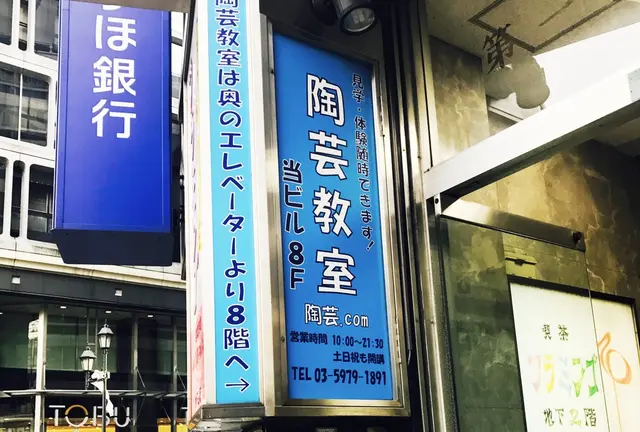 ほ銀行
陶芸教室は奥のエレベーターより8階へ→
見学・体験随時できます!
陶芸教室
当ビル8F
陶芸.com
営業時間 10:00〜21:30
土日祝も開講
TEL 03-5979-1891
第
喫茶
地下2階
TOBU